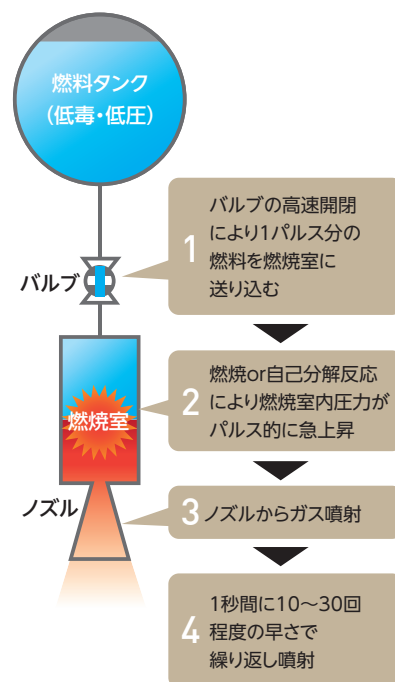 燃料タンク
（低毒・低圧）
バルブ
1
バルブの高速開閉
により1パルス分の
燃料を燃焼室に
送り込む
燃焼室
2
燃焼or自己分解反応
により燃焼室内圧力が
パルス的に急上昇
ノズル
3
ノズルからガス噴射
4
1秒間に10～30回
程度の早さで
繰り返し噴射